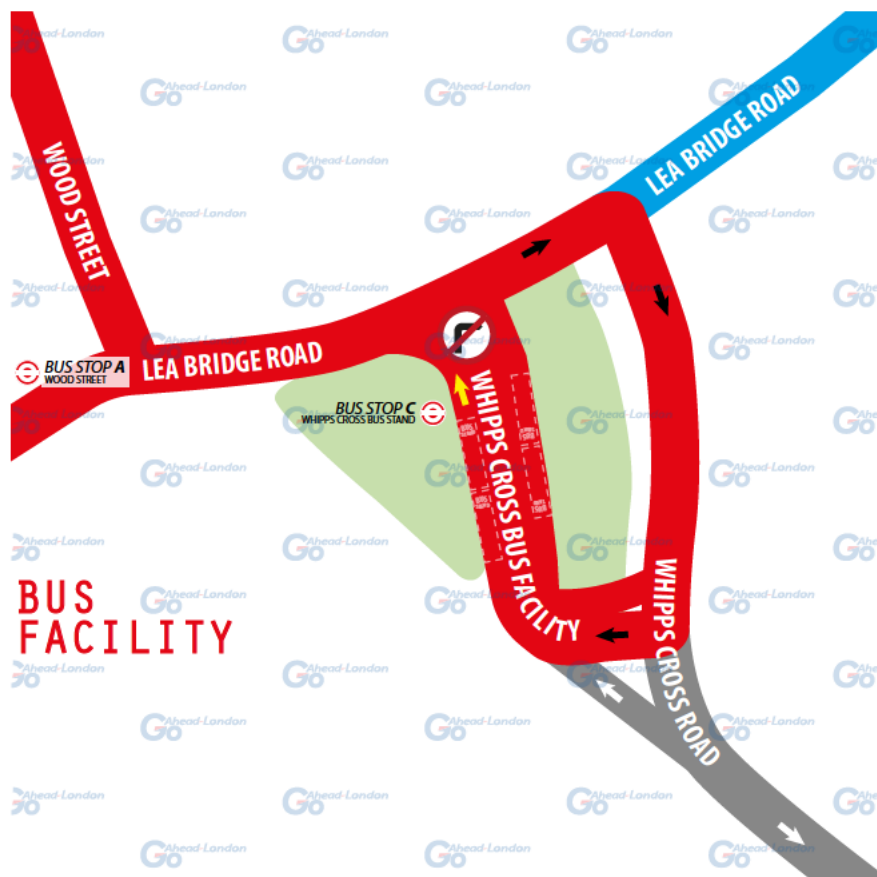 WOOD STREET
LEA BRIDGE ROAD
BUS STOP A
WOOD STREET
LEA BRIDGE ROAD
BUS STOP C
WHIPPS CROSS BUS STAND
WHIPPS CROSS BUS FACILITY
WHIPPS CROSS ROAD
BUS
FACILITY
Go Ahead-London